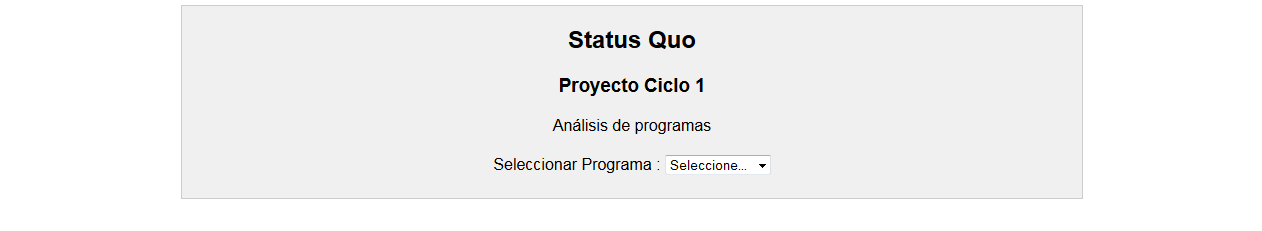 Status Quo
Proyecto Ciclo 1
Análisis de programas
Seleccionar Programa : Seleccione...